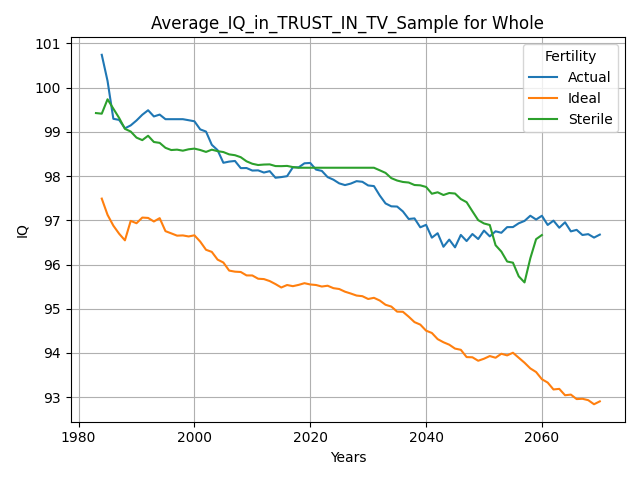 Average_IQ_in_TRUST_IN_TV_Sample for Whole
Fertility
Actual
Ideal
Sterile
IQ
101
100
99
98
97
96
95
94
93
1980
2000
2020
2040
2060
Years